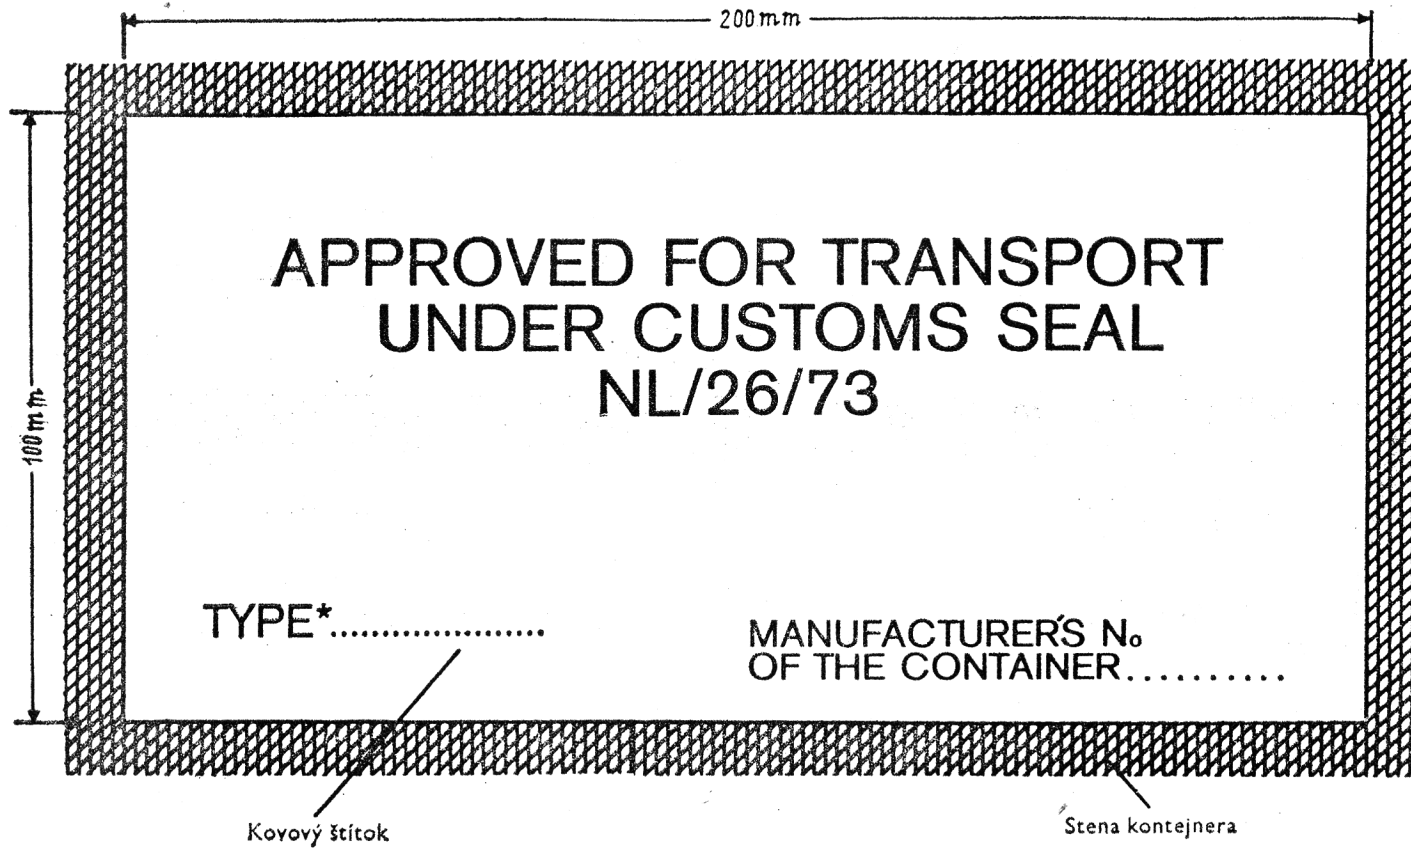 200 mm
100 mm
APPROVED FOR TRANSPORT
UNDER CUSTOMS SEAL
NL/26/73
TYPE*.....................
MANUFACTURER'S No
OF THE CONTAINER..........
Kovový štítok
Stena kontejnera